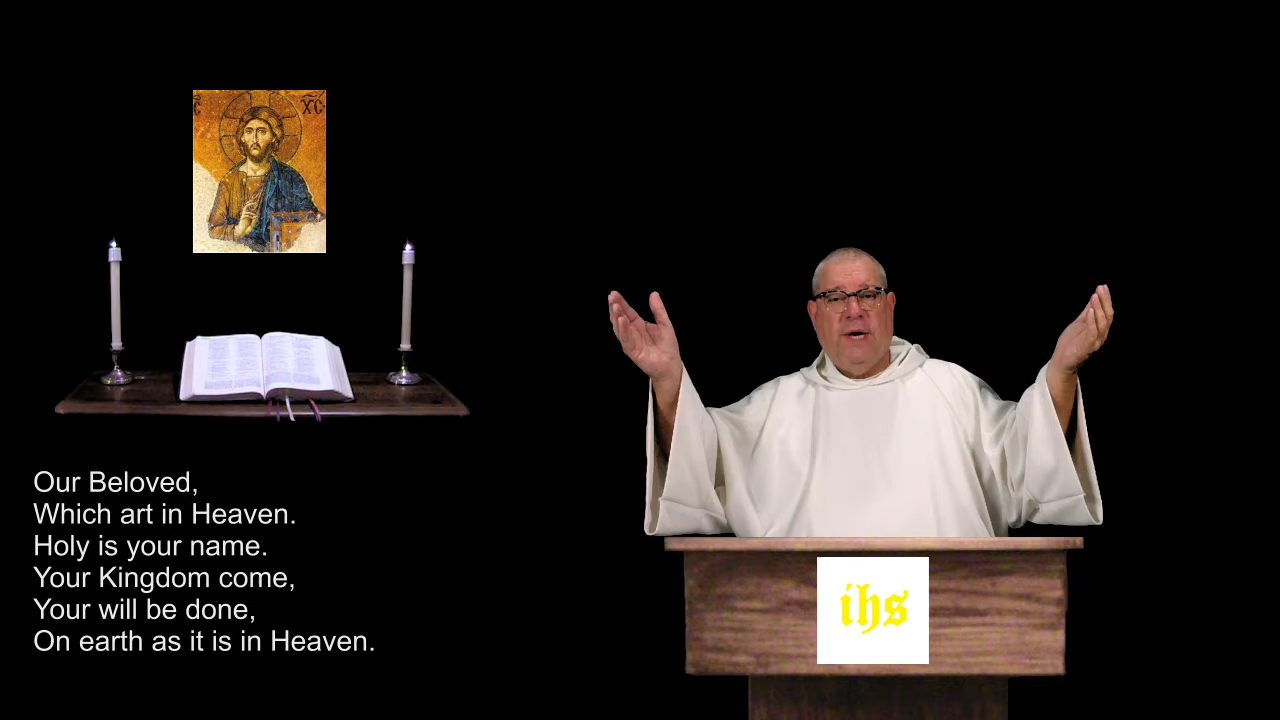 ΧC
Our Beloved,
Which art in Heaven.
Holy is your name.
Your Kingdom come,
Your will be done,
On earth as it is in Heaven.
ihs